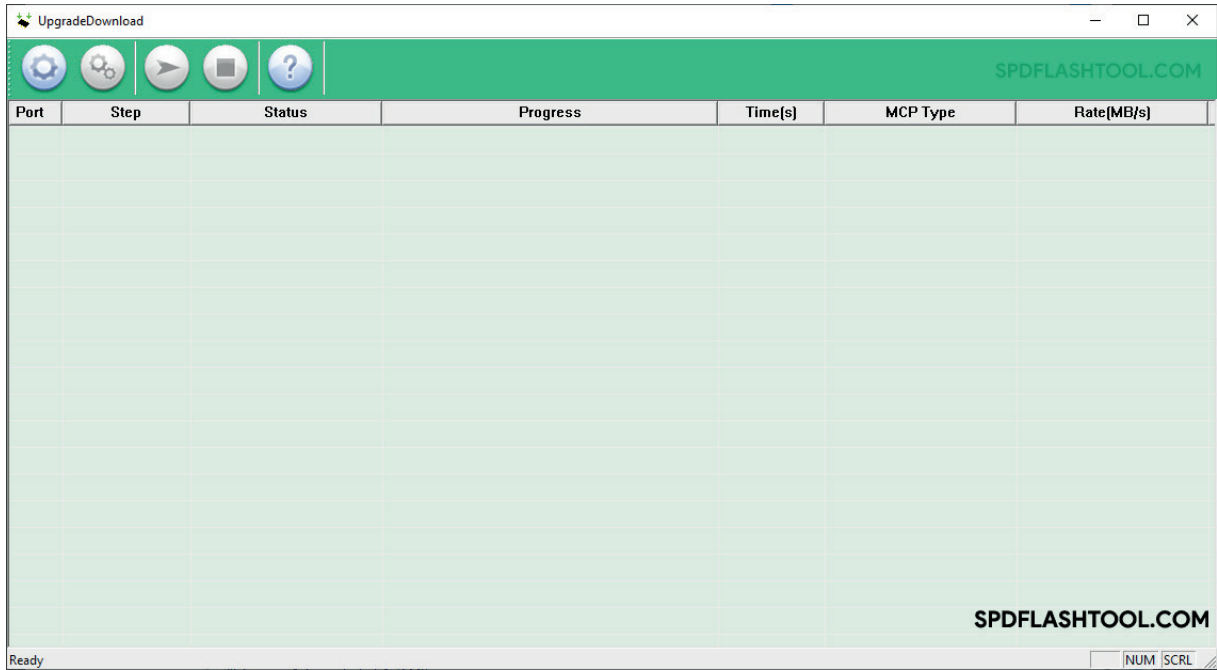 UpgradeDownload
?
SPDFLASHTOOL.COM
Port Step Status Progress Time(s) MCP Type Rate(MB/s)
SPDFLASHTOOL.COM
Ready NUM SCRL